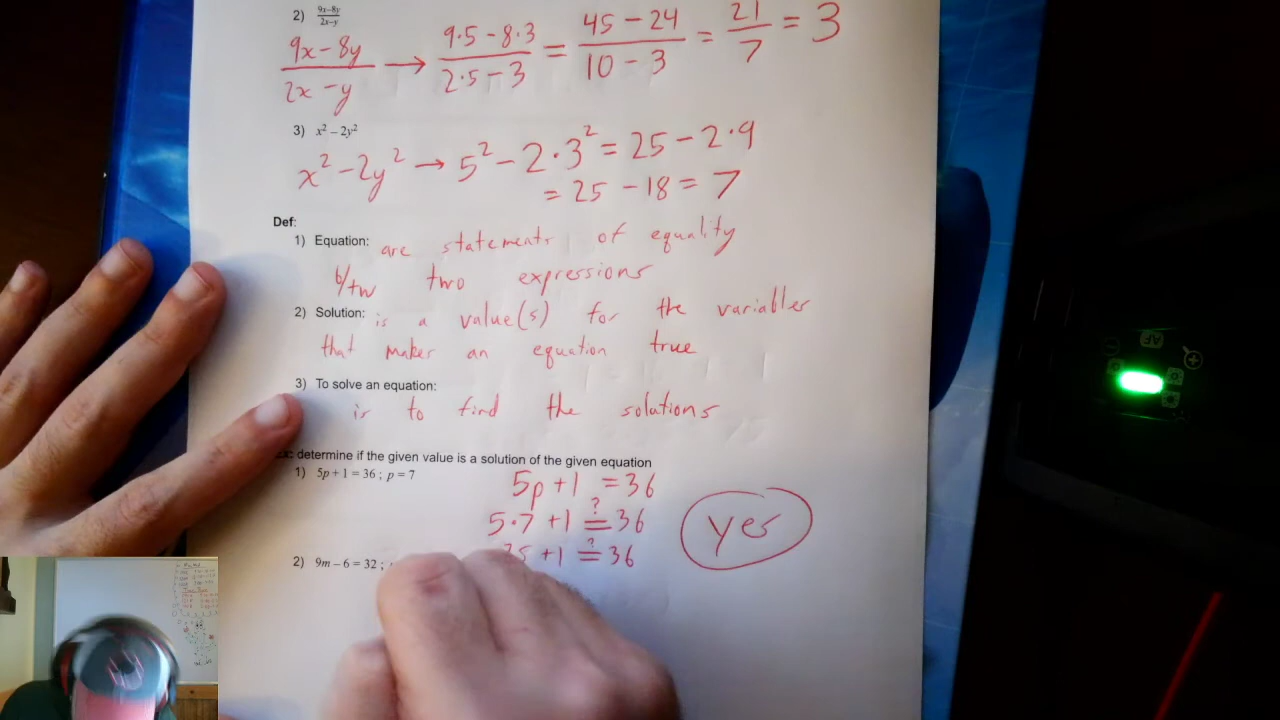 2) 9x-8y / 2x-y
9x - 8y / 2x - y → 9·5 - 8·3 / 2·5 - 3 = 45 - 24 / 10 - 3 = 21 / 7 = 3
3) x² - 2y²
x² - 2y² → 5² - 2·3² = 25 - 2·9
= 25 - 18 = 7
Def:
1) Equation: are statements of equality
b/tw two expressions
2) Solution: is a value(s) for the variables
that makes an equation true
3) To solve an equation:
is to find the solutions
determine if the given value is a solution of the given equation
1) 5p + 1 = 36 ; p = 7
5p + 1 = 36
5·7 + 1 ≟ 36
35 + 1 ≟ 36
yes
2) 9m - 6 = 32 ;